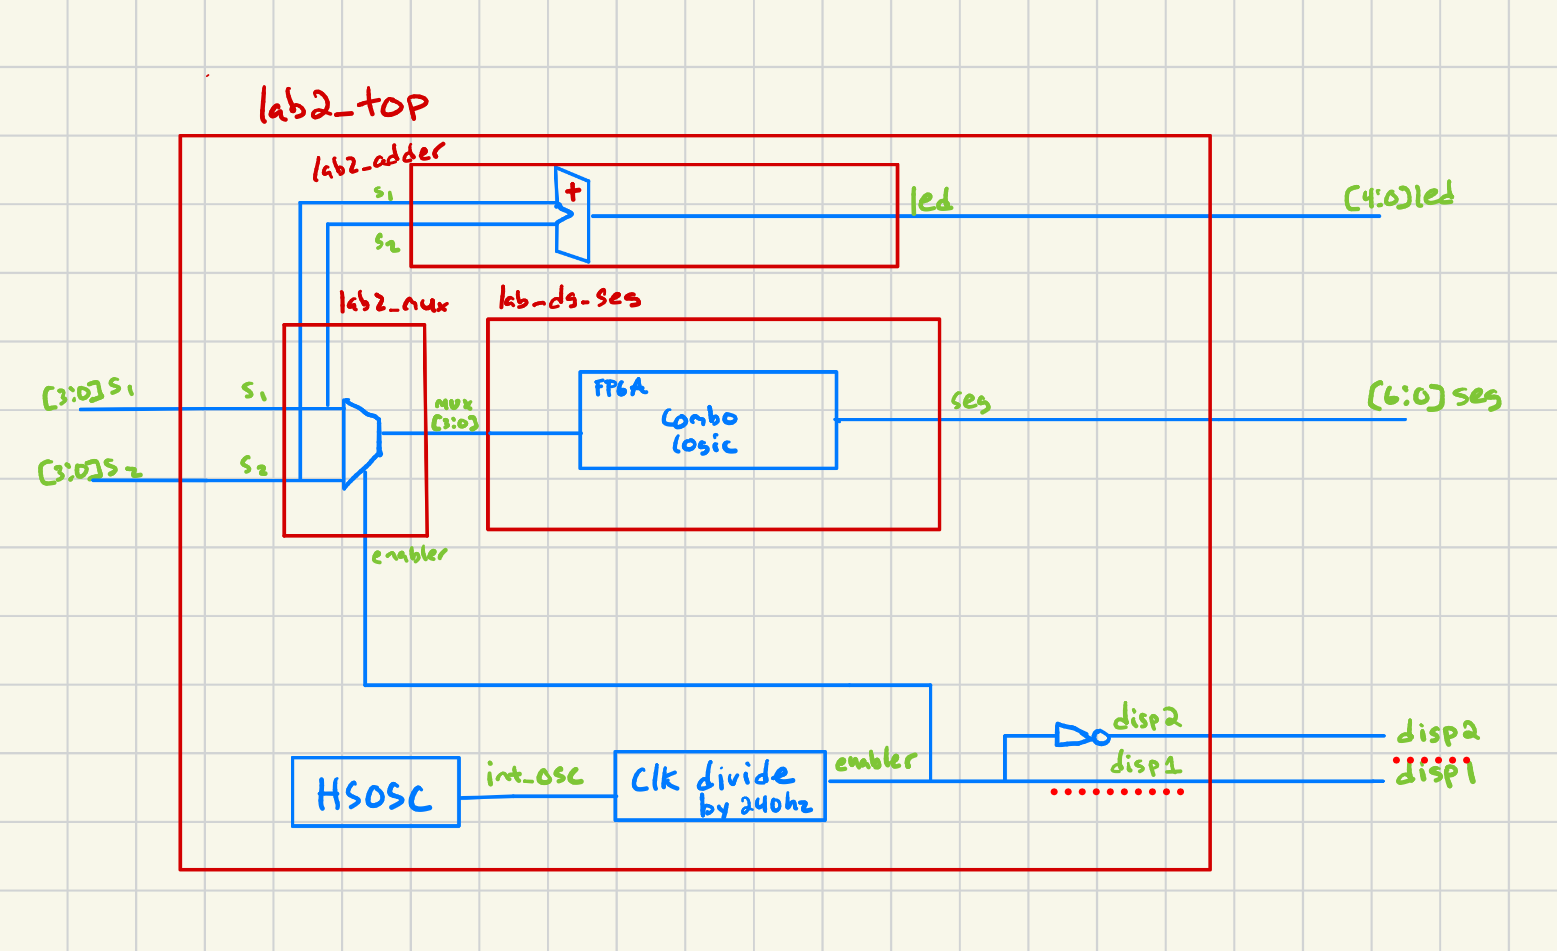 lab2_top
lab2_adder
s1
+
led
[4:0] led
s2
lab2_mux
lab_dg_seg
[3:0] s1
s1
mux
[3:0]
FPGA
Combo
Logic
seg
[6:0] seg
[3:0] s2
s2
enabler
HSOSC
int_osc
Clk divide
by 240hz
enabler
disp2
disp2
disp1
disp1